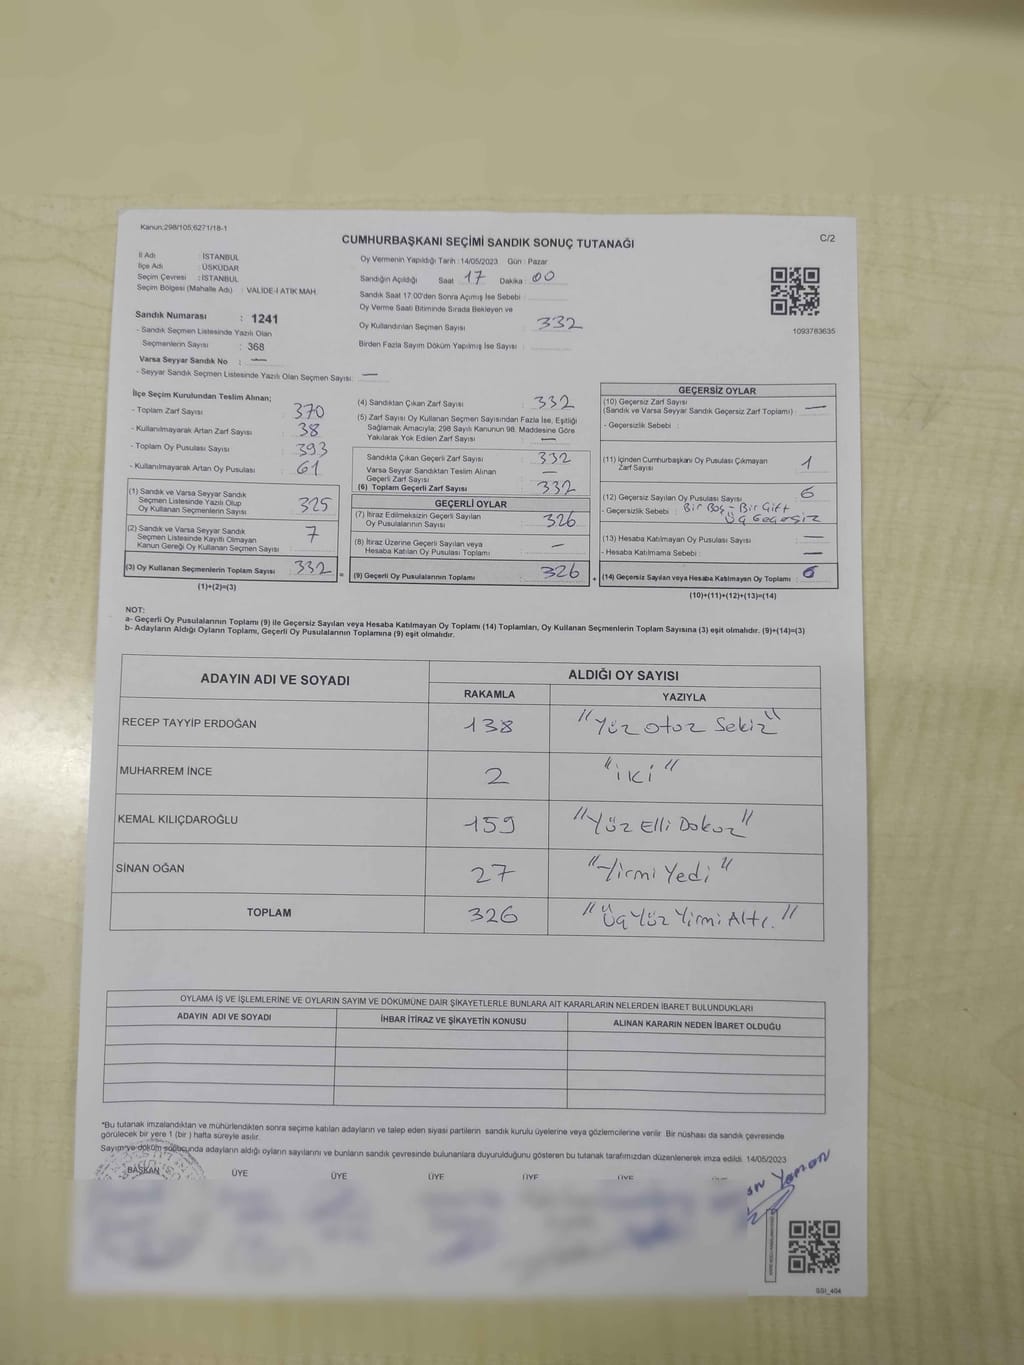 Kanun:298/105;6271/18-1
CUMHURBAŞKANI SEÇİMİ SANDIK SONUÇ TUTANAĞI
C/2
İl Adı : İSTANBUL
İlçe Adı : ÜSKÜDAR
Seçim Çevresi : İSTANBUL
Seçim Bölgesi (Mahalle Adı) : VALİDE-İ ATİK MAH.
Sandık Numarası : 1241
- Sandık Seçmen Listesinde Yazılı Olan
Seçmenlerin Sayısı : 368
Varsa Seyyar Sandık No : —
- Seyyar Sandık Seçmen Listesinde Yazılı Olan Seçmen Sayısı: —
Oy Vermenin Yapıldığı Tarih : 14/05/2023 Gün : Pazar
Sandığın Açıldığı Saat 17 Dakika : 00
Sandık Saat 17:00'den Sonra Açımış İse Sebebi :
Oy Verme Saati Bitiminde Sırada Bekleyen ve
Oy Kullandırılan Seçmen Sayısı : 332
Birden Fazla Sayım Döküm Yapılmış İse Sayısı :
1093783635
İlçe Seçim Kurulundan Teslim Alınan;
- Toplam Zarf Sayısı : 370
- Kullanılmayarak Artan Zarf Sayısı : 38
- Toplam Oy Pusulası Sayısı : 393
- Kullanılmayarak Artan Oy Pusulası : 61
(1) Sandık ve Varsa Seyyar Sandık
Seçmen Listesinde Yazılı Olup
Oy Kullanan Seçmenlerin Sayısı : 325
(2) Sandık ve Varsa Seyyar Sandık
Seçmen Listesinde Kayıtlı Olmayan
Kanun Gereği Oy Kullanan Seçmen Sayısı : 7
(3) Oy Kullanan Seçmenlerin Toplam Sayısı : 332 =
(1)+(2)=(3)
(4) Sandıktan Çıkan Zarf Sayısı : 332
(5) Zarf Sayısı Oy Kullanan Seçmen Sayısından Fazla İse, Eşitliği
Sağlamak Amacıyla; 298 Sayılı Kanunun 98. Maddesine Göre
Yakılarak Yok Edilen Zarf Sayısı : —
Sandıkta Çıkan Geçerli Zarf Sayısı : 332
Varsa Seyyar Sandıktan Teslim Alınan
Geçerli Zarf Sayısı : —
(6) Toplam Geçerli Zarf Sayısı : 332
GEÇERLİ OYLAR
(7) İtiraz Edilmeksizin Geçerli Sayılan
Oy Pusulalarının Sayısı : 326
(8) İtiraz Üzerine Geçerli Sayılan veya
Hesaba Katılan Oy Pusulası Toplamı : —
(9) Geçerli Oy Pusulalarının Toplamı : 326 +
GEÇERSİZ OYLAR
(10) Geçersiz Zarf Sayısı
(Sandık ve Varsa Seyyar Sandık Geçersiz Zarf Toplamı) : —
- Geçersizlik Sebebi :
(11) İçinden Cumhurbaşkanı Oy Pusulası Çıkmayan
Zarf Sayısı : 1
(12) Geçersiz Sayılan Oy Pusulası Sayısı : 6
- Geçersizlik Sebebi : Bir Boş - Bir Çift
Üç Geçersiz
(13) Hesaba Katılmayan Oy Pusulası Sayısı : —
- Hesaba Katılmama Sebebi : —
(14) Geçersiz Sayılan veya Hesaba Katılmayan Oy Toplamı : 6
(10)+(11)+(12)+(13)=(14)
NOT:
a- Geçerli Oy Pusulalarının Toplamı (9) ile Geçersiz Sayılan veya Hesaba Katılmayan Oy Toplamı (14) Toplamları, Oy Kullanan Seçmenlerin Toplam Sayısına (3) eşit olmalıdır. (9)+(14)=(3)
b- Adayların Aldığı Oyların Toplamı, Geçerli Oy Pusulalarının Toplamına (9) eşit olmalıdır.
ADAYIN ADI VE SOYADI ALDIĞI OY SAYISI
RAKAMLA YAZIYLA
RECEP TAYYİP ERDOĞAN 138 "Yüz otuz Sekiz"
MUHARREM İNCE 2 "İki"
KEMAL KILIÇDAROĞLU 159 "Yüz Elli Dokuz"
SİNAN OĞAN 27 "Yirmi Yedi"
TOPLAM 326 "Üç Yüz Yirmi Altı."
OYLAMA İŞ VE İŞLEMLERİNE VE OYLARIN SAYIM VE DÖKÜMÜNE DAİR ŞİKAYETLERLE BUNLARA AİT KARARLARIN NELERDEN İBARET BULUNDUKLARI
ADAYIN ADI VE SOYADI İHBAR İTİRAZ VE ŞİKAYETİN KONUSU ALINAN KARARIN NEDEN İBARET OLDUĞU
*Bu tutanak imzalandıktan ve mühürlendikten sonra seçime katılan adayların ve talep eden siyasi partilerin sandık kurulu üyelerine veya gözlemcilerine verilir. Bir nüshası da sandık çevresinde
görülecek bir yere 1 (bir) hafta süreyle asılır.
Sayım ve döküm sonucunda adayların aldığı oyların sayılarını ve bunların sandık çevresinde bulunanlara duyurulduğunu gösteren bu tutanak tarafımızdan düzenlenerek imza edildi. 14/05/2023
BAŞKAN ÜYE ÜYE ÜYE ÜYE ÜYE
Yaman
SSI_404